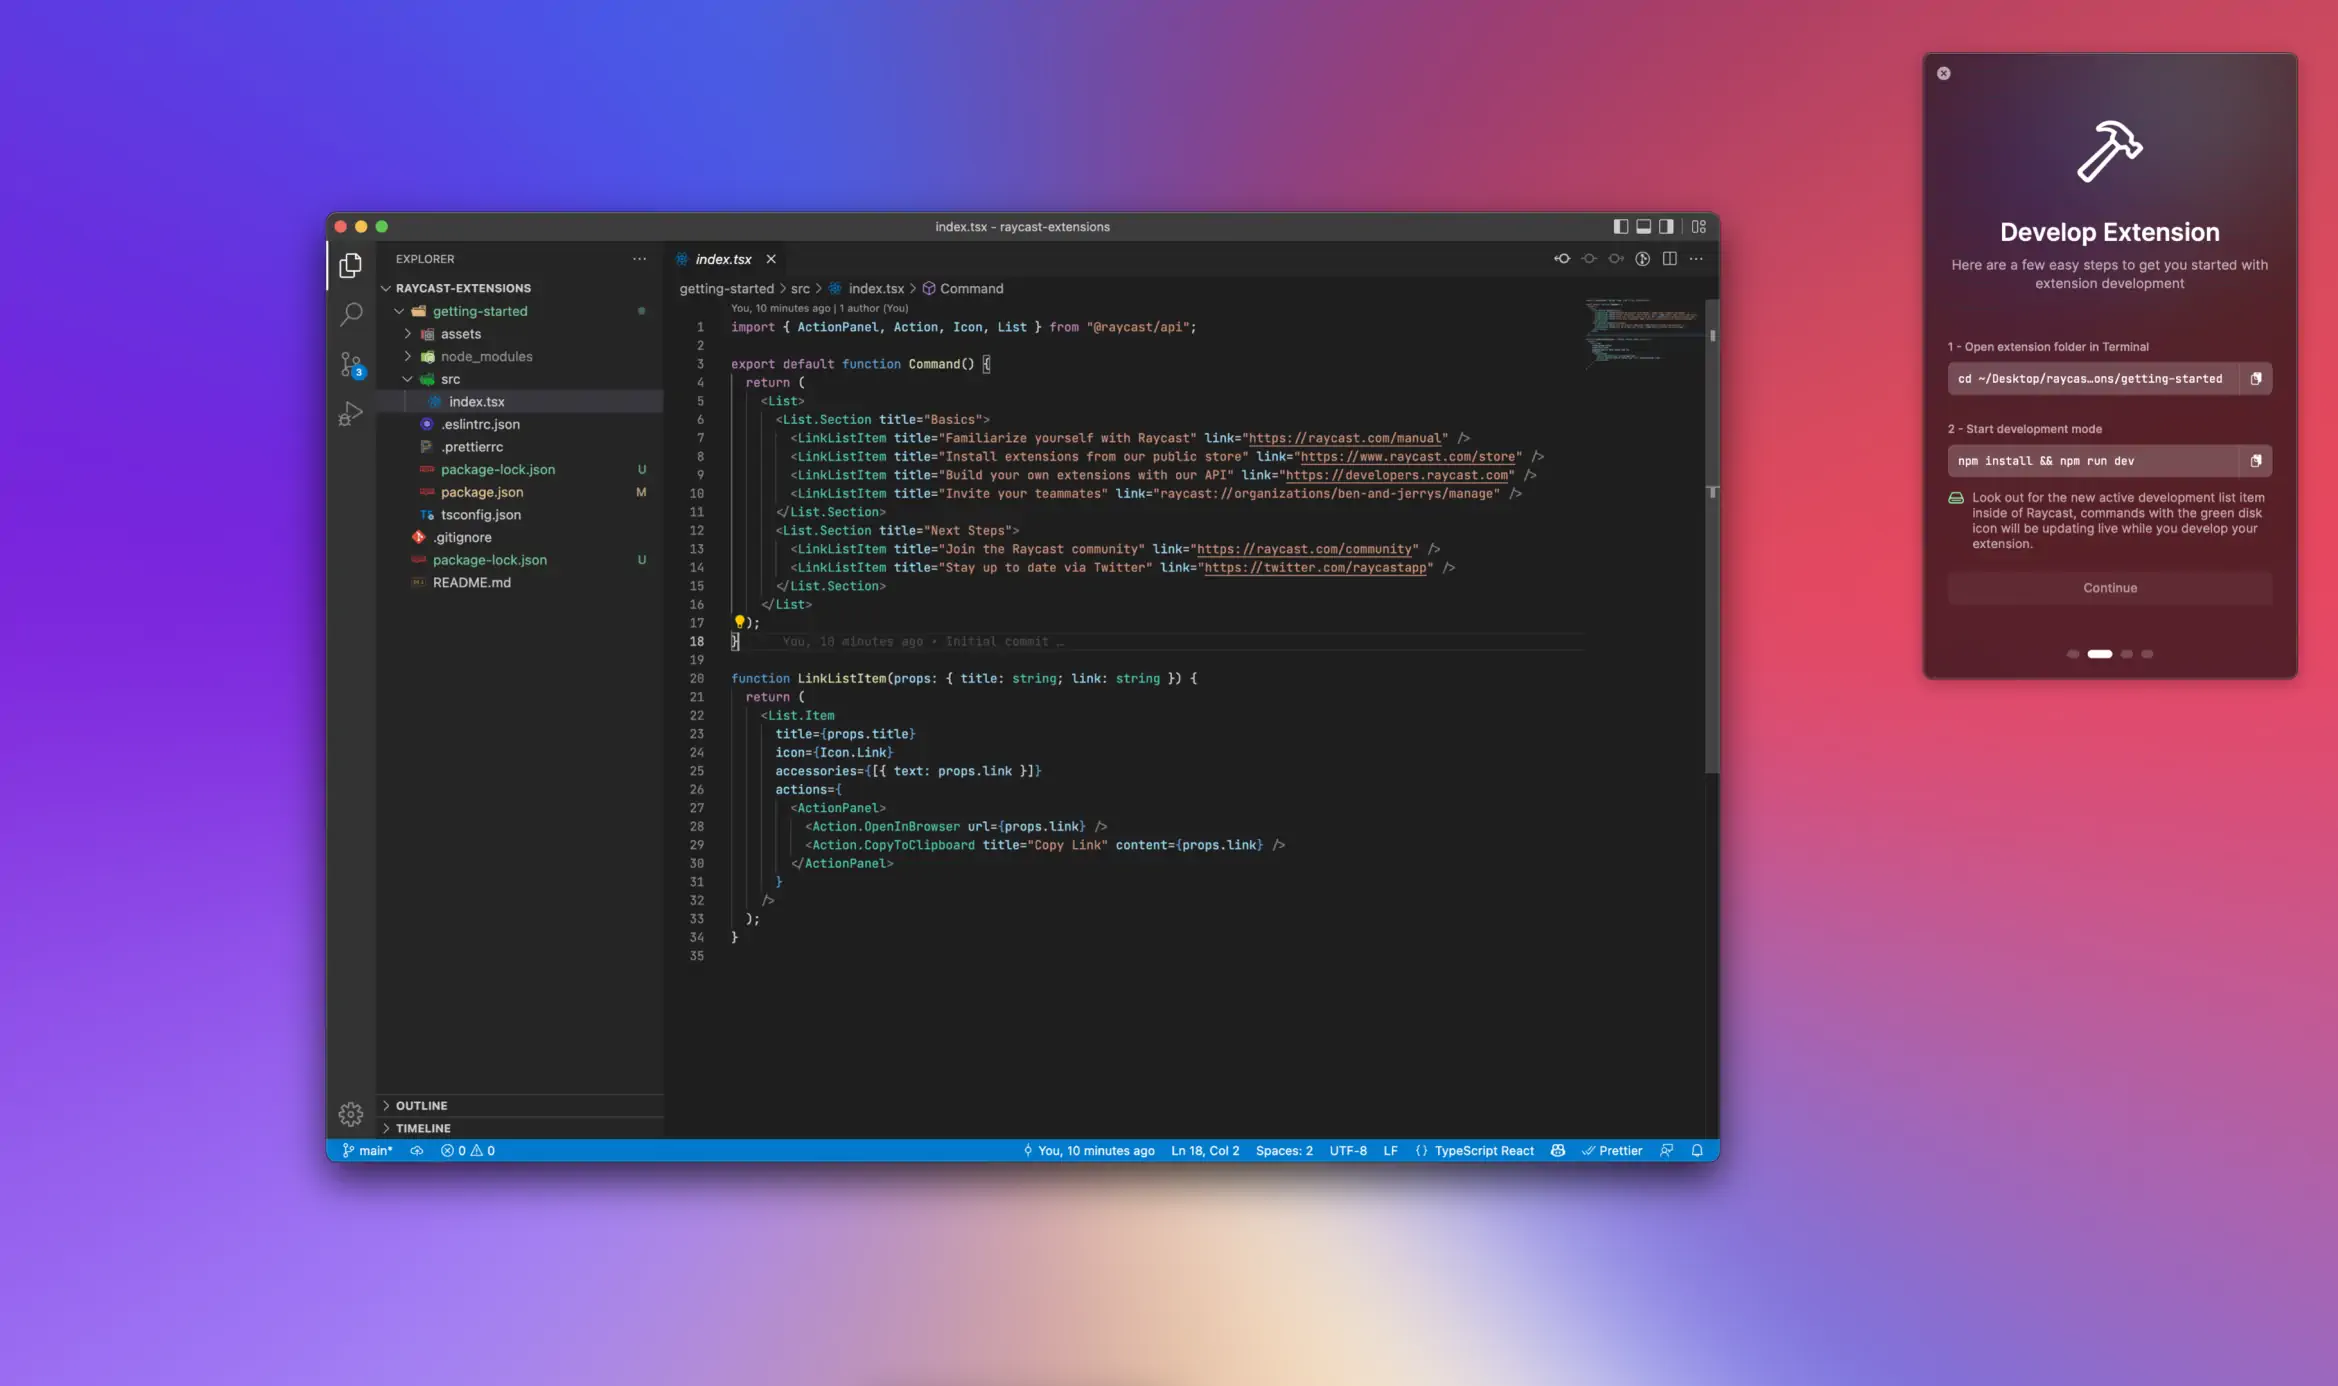 index.tsx - raycast-extensions
EXPLORER
RAYCAST-EXTENSIONS
getting-started
assets
node_modules
src
index.tsx
.eslintrc.json
.prettierrc
package-lock.json U
package.json M
tsconfig.json
.gitignore
package-lock.json U
README.md
OUTLINE
TIMELINE
3
index.tsx
getting-started > src > index.tsx > Command
You, 10 minutes ago | 1 author (You)
1 import { ActionPanel, Action, Icon, List } from "@raycast/api";
2
3 export default function Command() {
4 return (
5 <List>
6 <List.Section title="Basics">
7 <LinkListItem title="Familiarize yourself with Raycast" link="https://raycast.com/manual" />
8 <LinkListItem title="Install extensions from our public store" link="https://www.raycast.com/store" />
9 <LinkListItem title="Build your own extensions with our API" link="https://developers.raycast.com" />
10 <LinkListItem title="Invite your teammates" link="raycast://organizations/ben-and-jerrys/manage" />
11 </List.Section>
12 <List.Section title="Next Steps">
13 <LinkListItem title="Join the Raycast community" link="https://raycast.com/community" />
14 <LinkListItem title="Stay up to date via Twitter" link="https://twitter.com/raycastapp" />
15 </List.Section>
16 </List>
17 );
18 } You, 10 minutes ago • Initial commit …
19
20 function LinkListItem(props: { title: string; link: string }) {
21 return (
22 <List.Item
23 title={props.title}
24 icon={Icon.Link}
25 accessories={[{ text: props.link }]}
26 actions={
27 <ActionPanel>
28 <Action.OpenInBrowser url={props.link} />
29 <Action.CopyToClipboard title="Copy Link" content={props.link} />
30 </ActionPanel>
31 }
32 />
33 );
34 }
35
main* 0 0 You, 10 minutes ago Ln 18, Col 2 Spaces: 2 UTF-8 LF {} TypeScript React Prettier
Develop Extension
Here are a few easy steps to get you started with
extension development
1 - Open extension folder in Terminal
cd ~/Desktop/raycas…ons/getting-started
2 - Start development mode
npm install && npm run dev
Look out for the new active development list item
inside of Raycast, commands with the green disk
icon will be updating live while you develop your
extension.
Continue